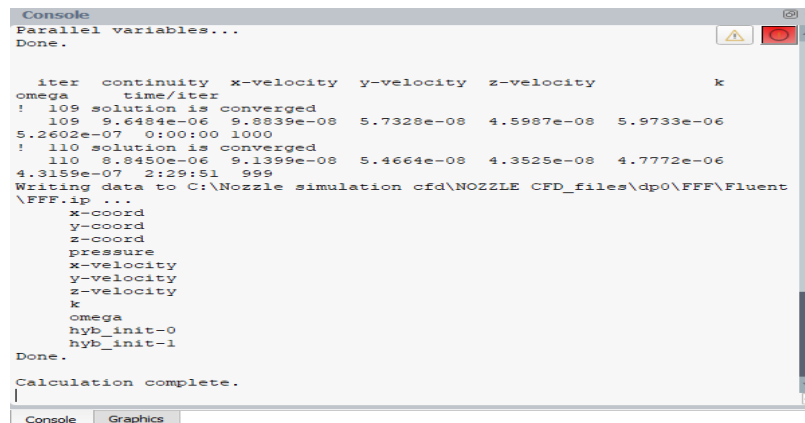 Console
Parallel variables...
Done.
iter continuity x-velocity y-velocity z-velocity k
omega time/iter
! 109 solution is converged
109 9.6484e-06 9.8839e-08 5.7328e-08 4.5987e-08 5.9733e-06
5.2602e-07 0:00:00 1000
! 110 solution is converged
110 8.8450e-06 9.1399e-08 5.4664e-08 4.3525e-08 4.7772e-06
4.3159e-07 2:29:51 999
Writing data to C:\Nozzle simulation cfd\NOZZLE CFD_files\dp0\FFF\Fluent
\FFF.ip ...
x-coord
y-coord
z-coord
pressure
x-velocity
y-velocity
z-velocity
k
omega
hyb_init-0
hyb_init-1
Done.
Calculation complete.
Console Graphics